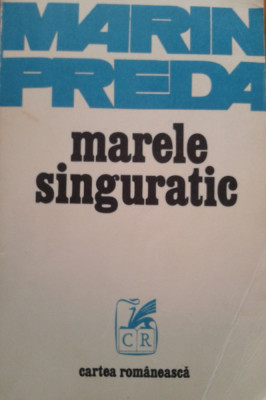 MARIN
PREDA
marele
singuratic
CR
cartea românească